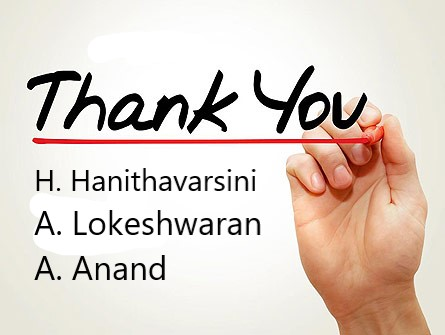 Thank You
H. Hanithavarsini
A. Lokeshwaran
A. Anand